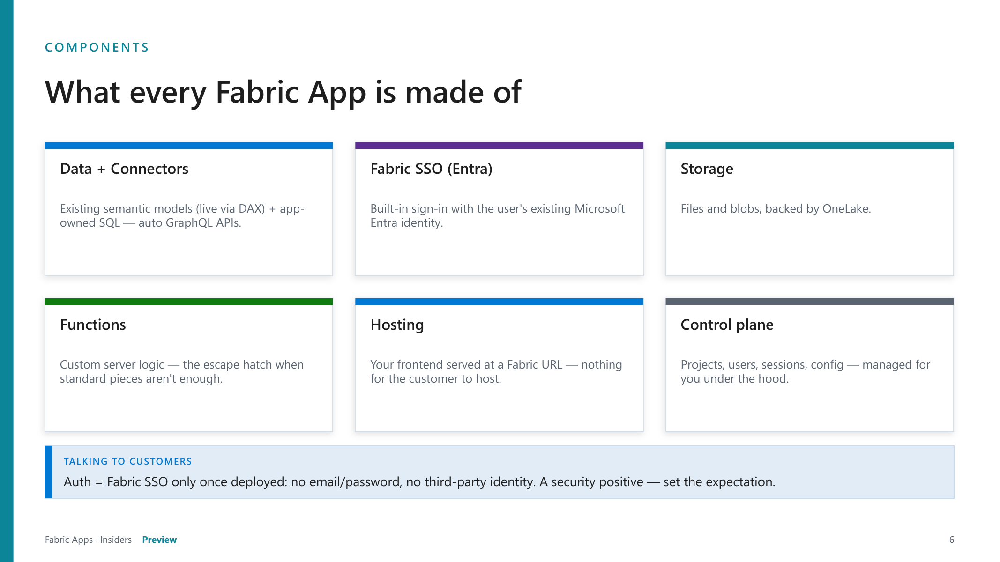 COMPONENTS
What every Fabric App is made of
Data + Connectors
Existing semantic models (live via DAX) + app-
owned SQL — auto GraphQL APIs.
Fabric SSO (Entra)
Built-in sign-in with the user's existing Microsoft
Entra identity.
Storage
Files and blobs, backed by OneLake.
Functions
Custom server logic — the escape hatch when
standard pieces aren't enough.
Hosting
Your frontend served at a Fabric URL — nothing
for the customer to host.
Control plane
Projects, users, sessions, config — managed for
you under the hood.
TALKING TO CUSTOMERS
Auth = Fabric SSO only once deployed: no email/password, no third-party identity. A security positive — set the expectation.
Fabric Apps · Insiders Preview
6